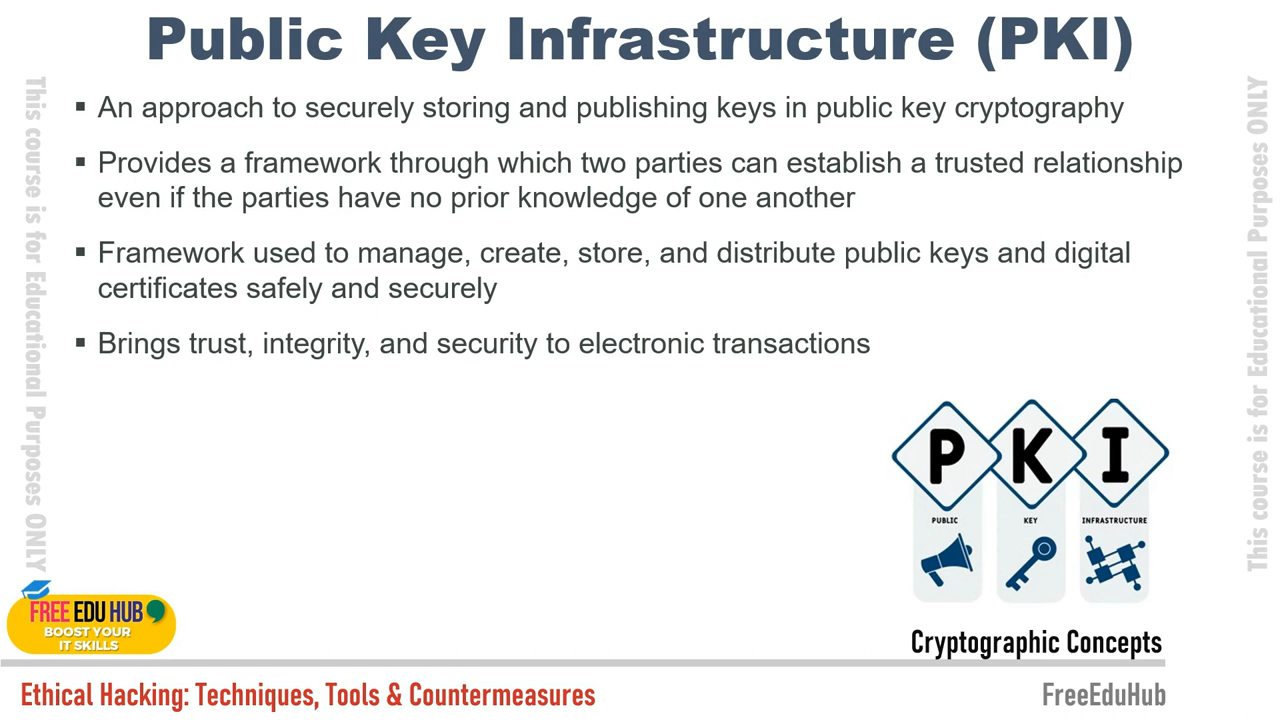 Public Key Infrastructure (PKI)
▪ An approach to securely storing and publishing keys in public key cryptography
▪ Provides a framework through which two parties can establish a trusted relationship
even if the parties have no prior knowledge of one another
▪ Framework used to manage, create, store, and distribute public keys and digital
certificates safely and securely
▪ Brings trust, integrity, and security to electronic transactions
This course is for Educational Purposes ONLY
This course is for Educational Purposes ONLY
P K I
PUBLIC KEY INFRASTRUCTURE
FREE EDU HUB
BOOST YOUR
IT SKILLS
Cryptographic Concepts
Ethical Hacking: Techniques, Tools & Countermeasures
FreeEduHub